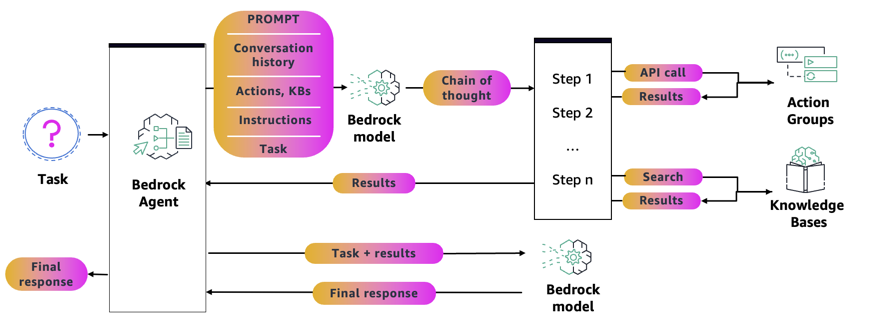 PROMPT
Conversation
history
Actions, KBs
Instructions
Task
Task
Bedrock
Agent
Bedrock
model
Chain of
thought
Step 1
Step 2
...
Step n
API call
Results
Action
Groups
Search
Results
Knowledge
Bases
Results
Task + results
Bedrock
model
Final response
Final
response